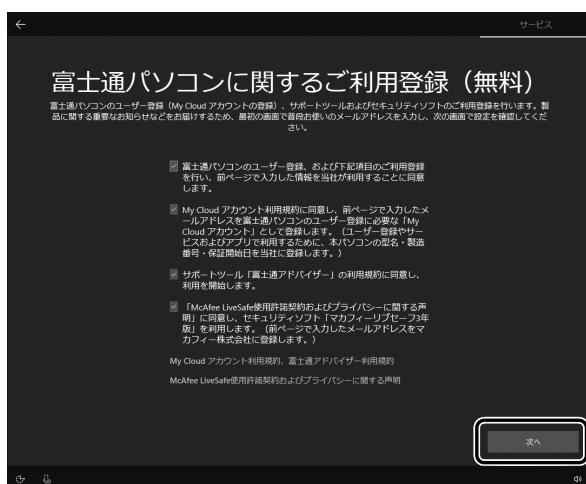 サービス
富士通パソコンに関するご利用登録（無料）
富士通パソコンのユーザー登録（My Cloud アカウントの登録）、サポートツールおよびセキュリティソフトのご利用登録を行います。製
品に関する重要なお知らせなどをお届けするため、最初の画面で普段お使いのメールアドレスを入力し、次の画面で設定を確認してくだ
さい。
富士通パソコンのユーザー登録、および下記項目のご利用登録
を行い、前ページで入力した情報を当社が利用することに同意
します。
My Cloud アカウント利用規約に同意し、前ページで入力したメ
ールアドレスを富士通パソコンのユーザー登録に必要な「My
Cloud アカウント」として登録します。（ユーザー登録やサー
ビスおよびアプリで利用するために、本パソコンの型名・製造
番号・保証開始日を当社に登録します。）
サポートツール「富士通アドバイザー」の利用規約に同意し、
利用を開始します。
「McAfee LiveSafe使用許諾契約およびプライバシーに関する声
明」に同意し、セキュリティソフト「マカフィーリブセーフ3年
版」を利用します。（前ページで入力したメールアドレスをマ
カフィー株式会社に登録します。）
My Cloud アカウント利用規約、富士通アドバイザー利用規約
McAfee LiveSafe使用許諾契約およびプライバシーに関する声明
次へ